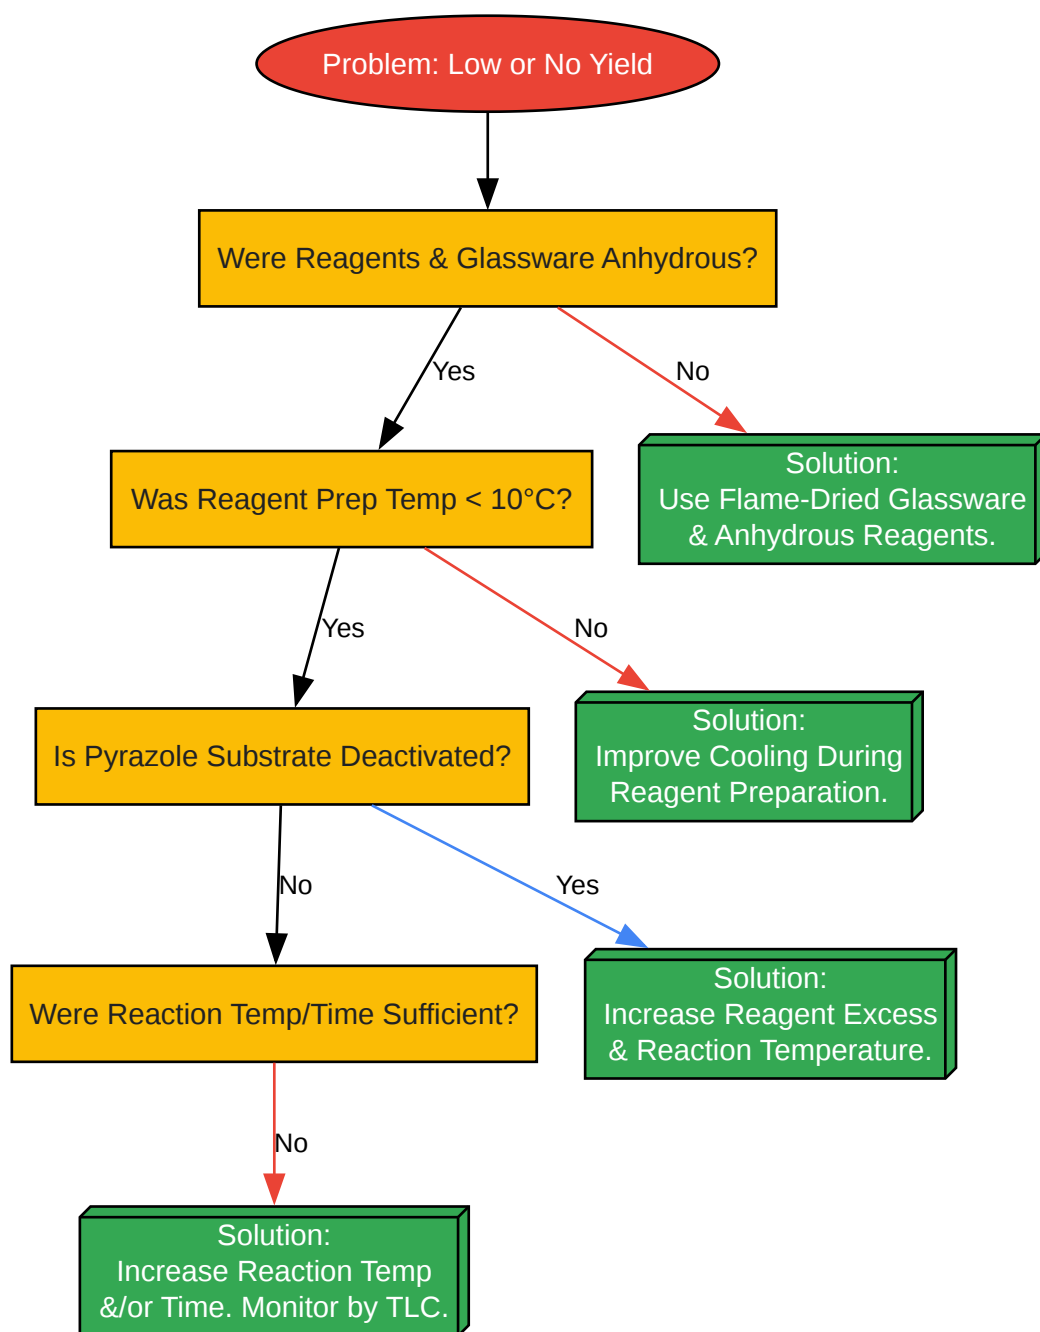 Problem: Low or No Yield
Were Reagents & Glassware Anhydrous?
Yes
No
Solution:
Use Flame-Dried Glassware
& Anhydrous Reagents.
Was Reagent Prep Temp < 10°C?
Yes
No
Solution:
Improve Cooling During
Reagent Preparation.
Is Pyrazole Substrate Deactivated?
No
Yes
Solution:
Increase Reagent Excess
& Reaction Temperature.
Were Reaction Temp/Time Sufficient?
No
Solution:
Increase Reaction Temp
&/or Time. Monitor by TLC.